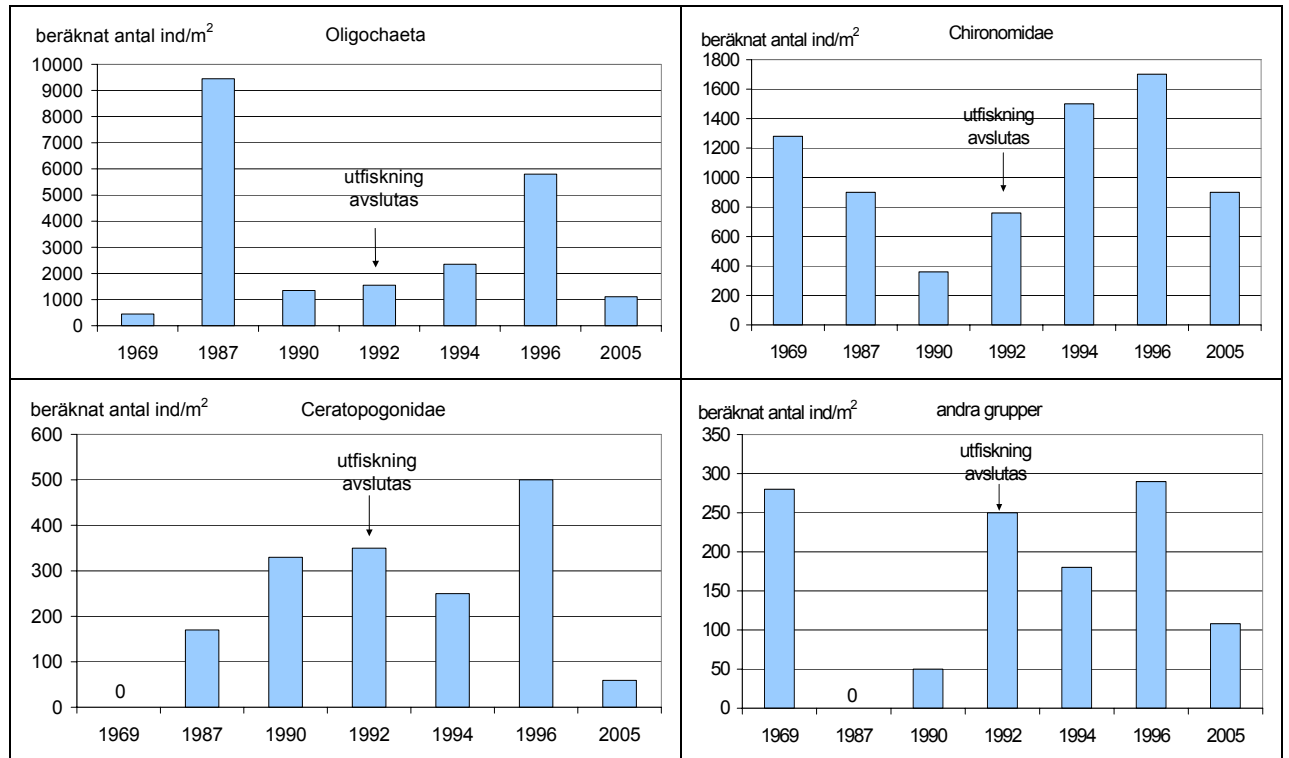 beräknat antal ind/m²
Oligochaeta
10000
9000
8000
7000
6000
5000
4000
3000
2000
1000
0
utfiskning
avslutas
1969 1987 1990 1992 1994 1996 2005
beräknat antal ind/m²
Chironomidae
1800
1600
1400
1200
1000
800
600
400
200
0
utfiskning
avslutas
1969 1987 1990 1992 1994 1996 2005
beräknat antal ind/m²
Ceratopogonidae
600
500
400
300
200
100
0
utfiskning
avslutas
0
1969 1987 1990 1992 1994 1996 2005
beräknat antal ind/m²
andra grupper
350
300
250
200
150
100
50
0
utfiskning
avslutas
0
1969 1987 1990 1992 1994 1996 2005